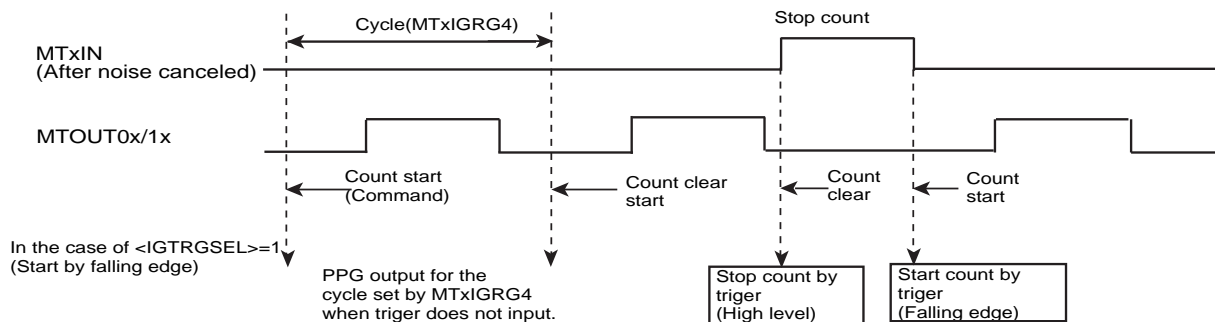 Cycle(MTxIGRG4)
Stop count
MTxIN
(After noise canceled)
MTOUT0x/1x
Count start
(Command)
Count clear
start
Count
clear
Count
start
In the case of <IGTRGSEL>=1
(Start by falling edge)
PPG output for the
cycle set by MTxIGRG4
when triger does not input.
Stop count by
triger
(High level)
Start count by
triger
(Falling edge)